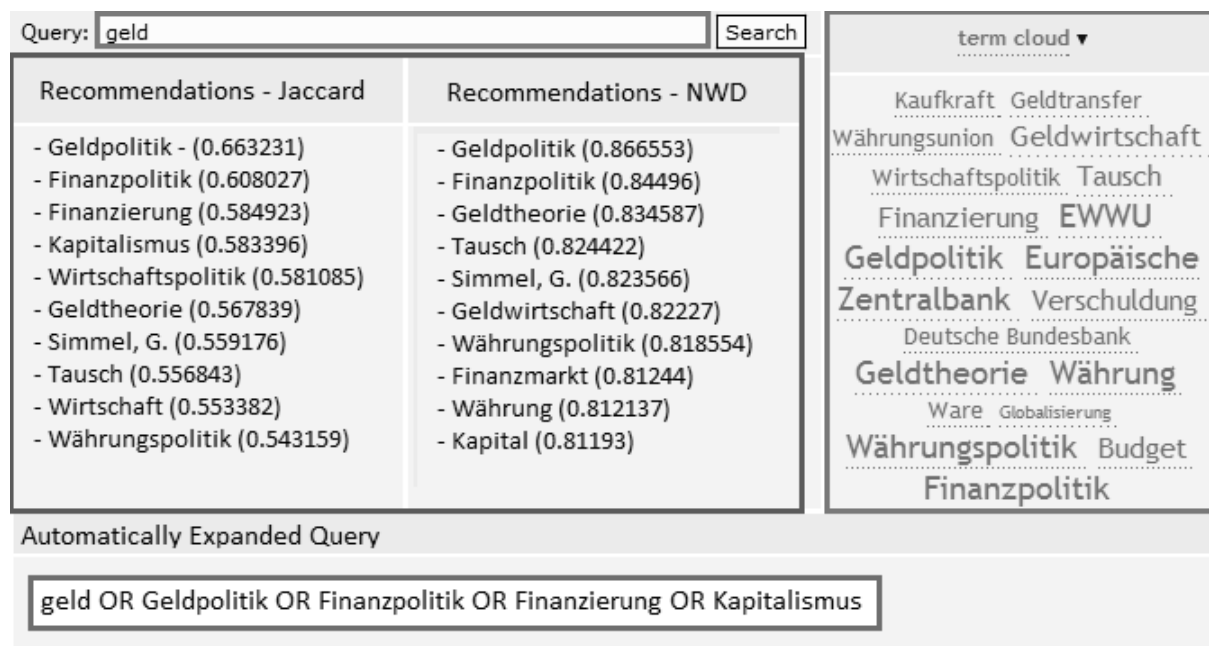 Query: geld Search
Recommendations - Jaccard
- Geldpolitik - (0.663231)
- Finanzpolitik (0.608027)
- Finanzierung (0.584923)
- Kapitalismus (0.583396)
- Wirtschaftspolitik (0.581085)
- Geldtheorie (0.567839)
- Simmel, G. (0.559176)
- Tausch (0.556843)
- Wirtschaft (0.553382)
- Währungspolitik (0.543159)
Recommendations - NWD
- Geldpolitik (0.866553)
- Finanzpolitik (0.84496)
- Geldtheorie (0.834587)
- Tausch (0.824422)
- Simmel, G. (0.823566)
- Geldwirtschaft (0.82227)
- Währungspolitik (0.818554)
- Finanzmarkt (0.81244)
- Währung (0.812137)
- Kapital (0.81193)
term cloud ▾
Kaufkraft Geldtransfer
Währungsunion Geldwirtschaft
Wirtschaftspolitik Tausch
Finanzierung EWWU
Geldpolitik Europäische
Zentralbank Verschuldung
Deutsche Bundesbank
Geldtheorie Währung
Ware Globalisierung
Währungspolitik Budget
Finanzpolitik
Automatically Expanded Query
geld OR Geldpolitik OR Finanzpolitik OR Finanzierung OR Kapitalismus